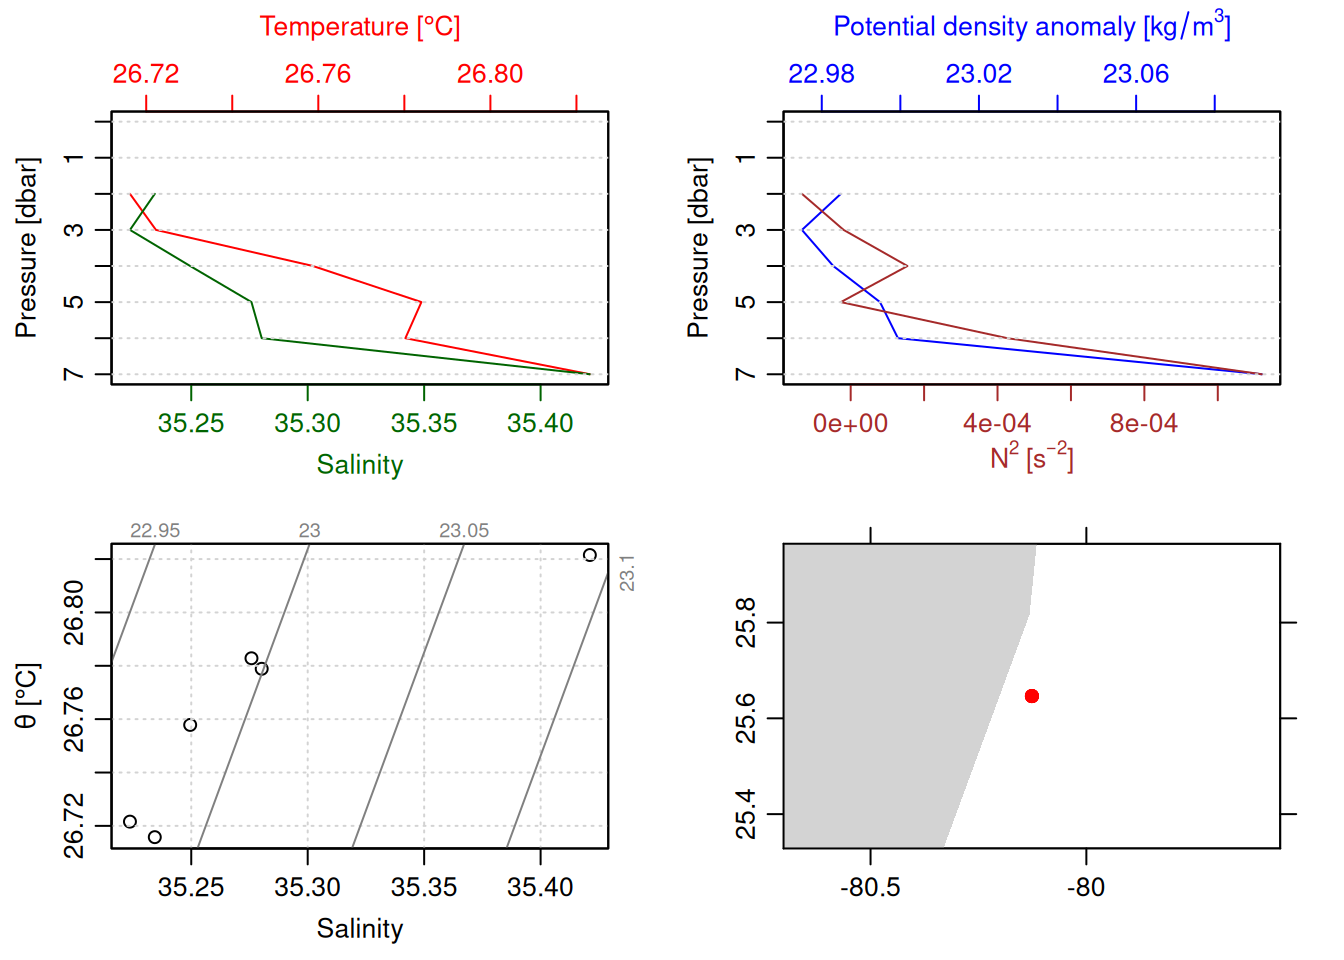 Temperature [°C]
26.72 26.76 26.80
Pressure [dbar]
1
3
5
7
35.25 35.30 35.35 35.40
Salinity
Potential density anomaly [kg/m³]
22.98 23.02 23.06
Pressure [dbar]
1
3
5
7
0e+00 4e-04 8e-04
N² [s⁻²]
22.95 23 23.05
23.1
θ [°C]
26.80
26.76
26.72
35.25 35.30 35.35 35.40
Salinity
25.8
25.6
25.4
-80.5 -80